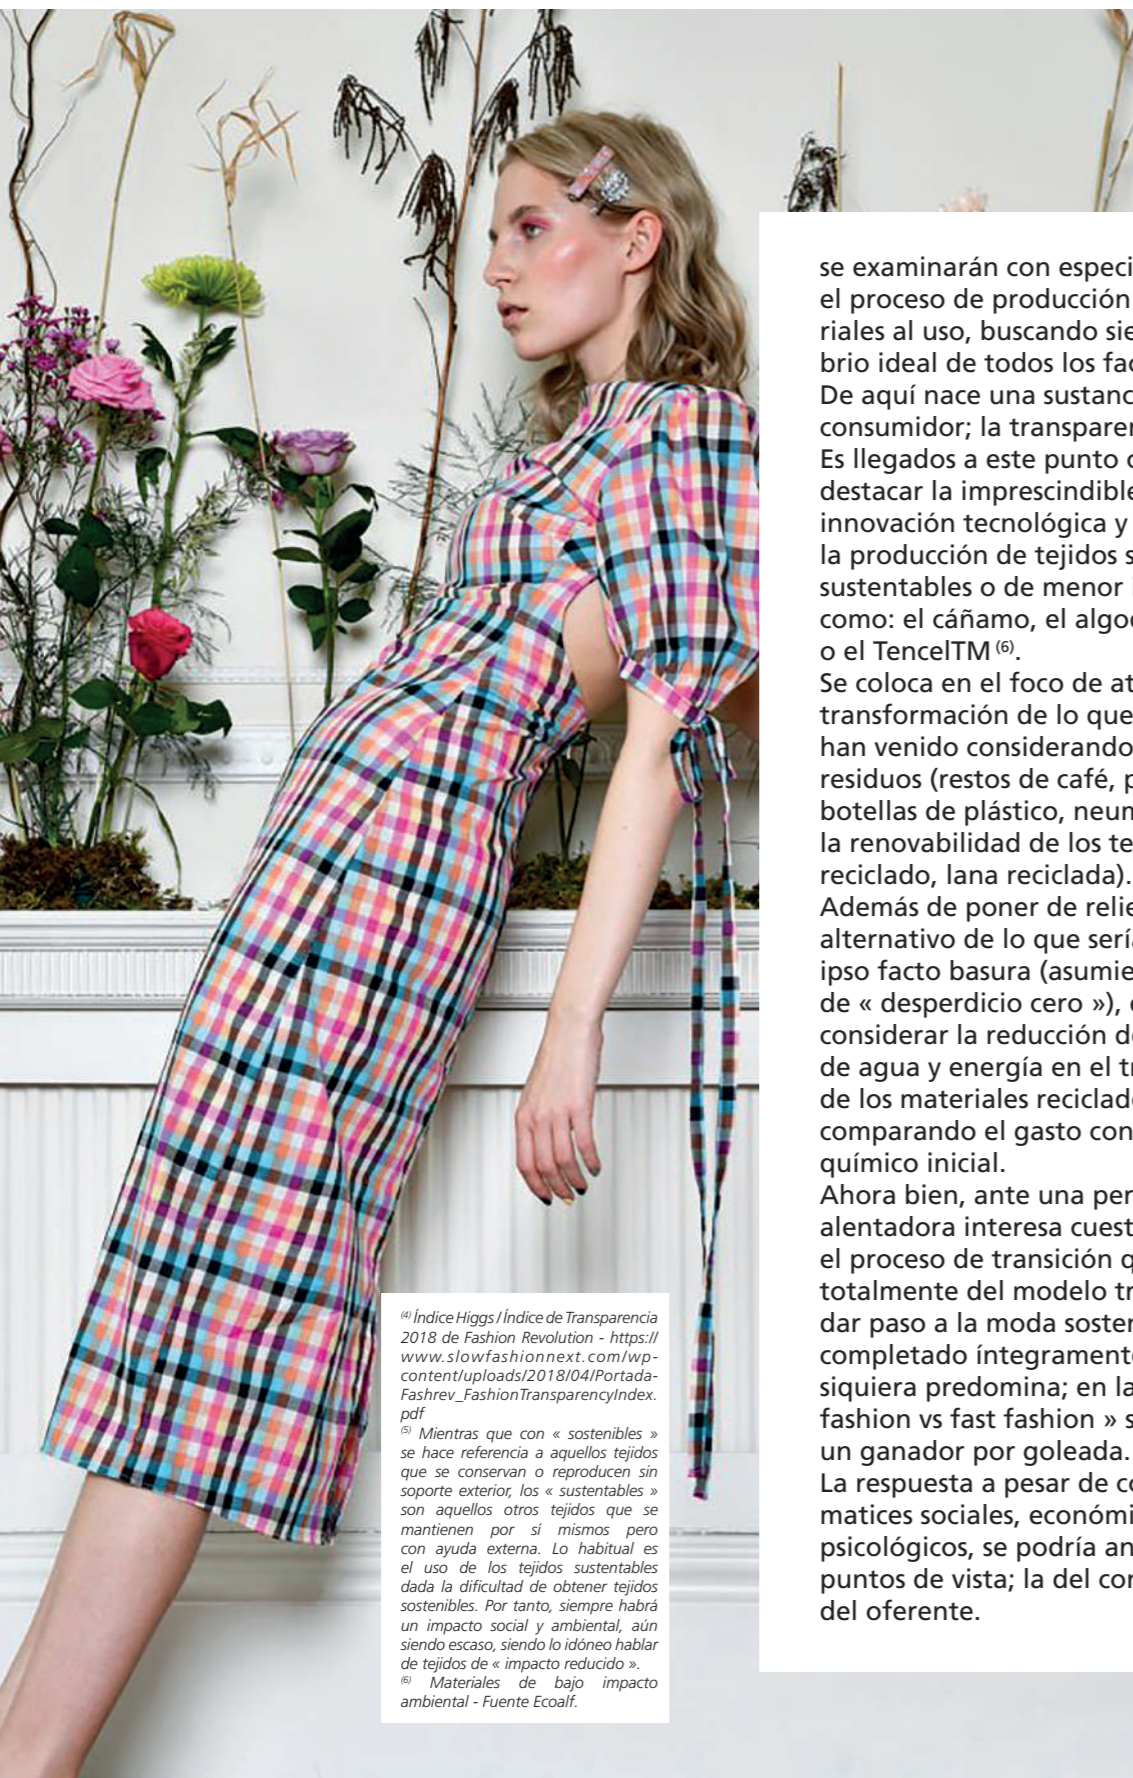 (4) Índice Higgs / Índice de Transparencia
2018 de Fashion Revolution - https://
www.slowfashionnext.com/wp-
content/uploads/2018/04/Portada-
Fashrev_FashionTransparencyIndex.
pdf
(5) Mientras que con « sostenibles »
se hace referencia a aquellos tejidos
que se conservan o reproducen sin
soporte exterior, los « sustentables »
son aquellos otros tejidos que se
mantienen por sí mismos pero
con ayuda externa. Lo habitual es
el uso de los tejidos sustentables
dada la dificultad de obtener tejidos
sostenibles. Por tanto, siempre habrá
un impacto social y ambiental, aún
siendo escaso, siendo lo idóneo hablar
de tejidos de « impacto reducido ».
(6) Materiales de bajo impacto
ambiental - Fuente Ecoalf.
se examinarán con especi
el proceso de producción
riales al uso, buscando sie
brio ideal de todos los fac
De aquí nace una sustanc
consumidor; la transparen
Es llegados a este punto
destacar la imprescindible
innovación tecnológica y
la producción de tejidos s
sustentables o de menor
como: el cáñamo, el algod
o el TencelTM (6).
Se coloca en el foco de at
transformación de lo que
han venido considerando
residuos (restos de café, p
botellas de plástico, neum
la renovabilidad de los te
reciclado, lana reciclada).
Además de poner de relie
alternativo de lo que sería
ipso facto basura (asumie
de « desperdicio cero »),
considerar la reducción de
de agua y energía en el tr
de los materiales reciclado
comparando el gasto con
químico inicial.
Ahora bien, ante una per
alentadora interesa cuest
el proceso de transición q
totalmente del modelo tr
dar paso a la moda soster
completado íntegramente
siquiera predomina; en la
fashion vs fast fashion » s
un ganador por goleada.
La respuesta a pesar de co
matices sociales, económi
psicológicos, se podría an
puntos de vista; la del con
del oferente.